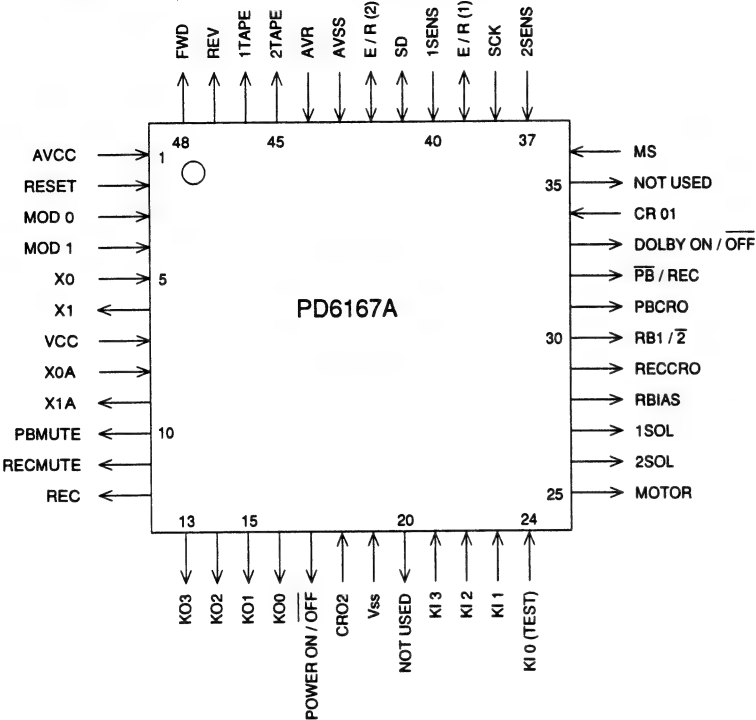 FWD
REV
1TAPE
2TAPE
AVR
AVSS
E / R (2)
SD
1SENS
E / R (1)
SCK
2SENS
48
45
40
37
AVCC
1
MS
RESET
35
NOT USED
MOD 0
CR 01
MOD 1
DOLBY ON / OFF
X0
5
PB / REC
X1
PD6167A
PBCRO
VCC
30
RB1 / 2
X0A
RECCRO
X1A
RBIAS
PBMUTE
10
1SOL
RECMUTE
2SOL
REC
25
MOTOR
13
15
20
24
KO3
KO2
KO1
KO0
POWER ON / OFF
CR02
Vss
NOT USED
KI 3
KI 2
KI 1
KI 0 (TEST)